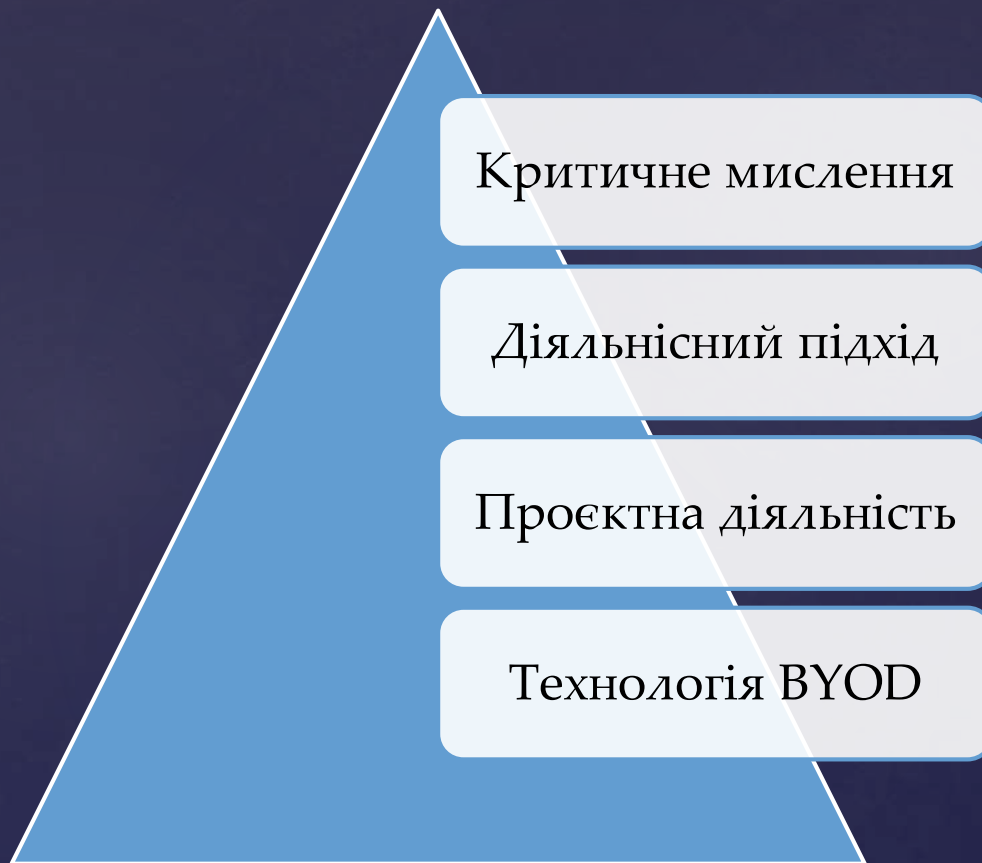 Критичне мислення
Діяльнісний підхід
Проєктна діяльність
Технологія BYOD